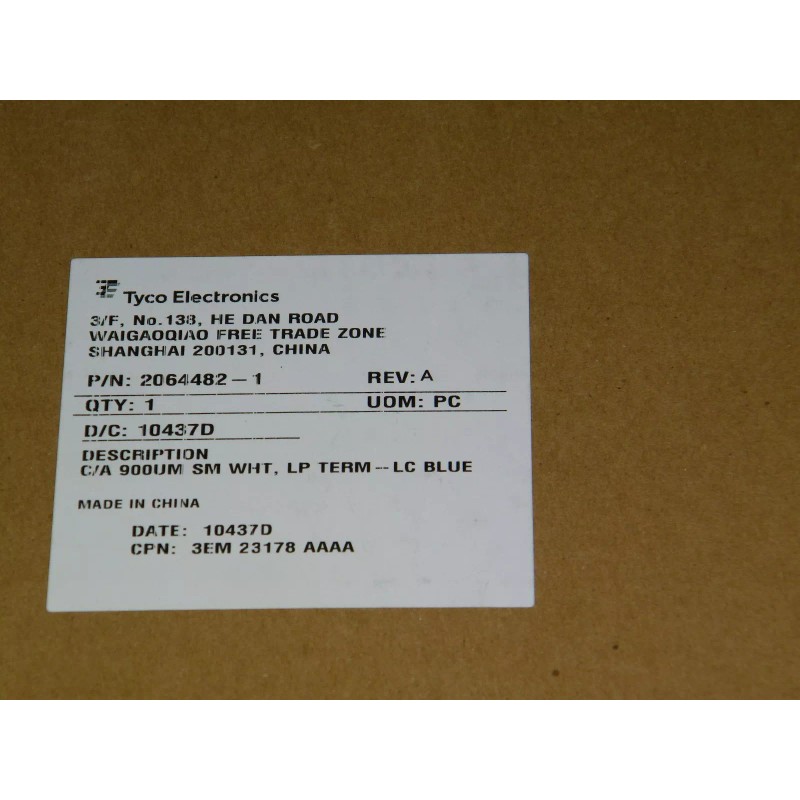 Tyco Electronics
3/F, No.138, HE DAN ROAD
WAIGAOQIAO FREE TRADE ZONE
SHANGHAI 200131, CHINA
P/N: 2064482-1 REV: A
QTY: 1 UOM: PC
D/C: 10437D
DESCRIPTION
C/A 900UM SM WHT, LP TERM--LC BLUE
MADE IN CHINA
DATE: 10437D
CPN: 3EM 23178 AAAA